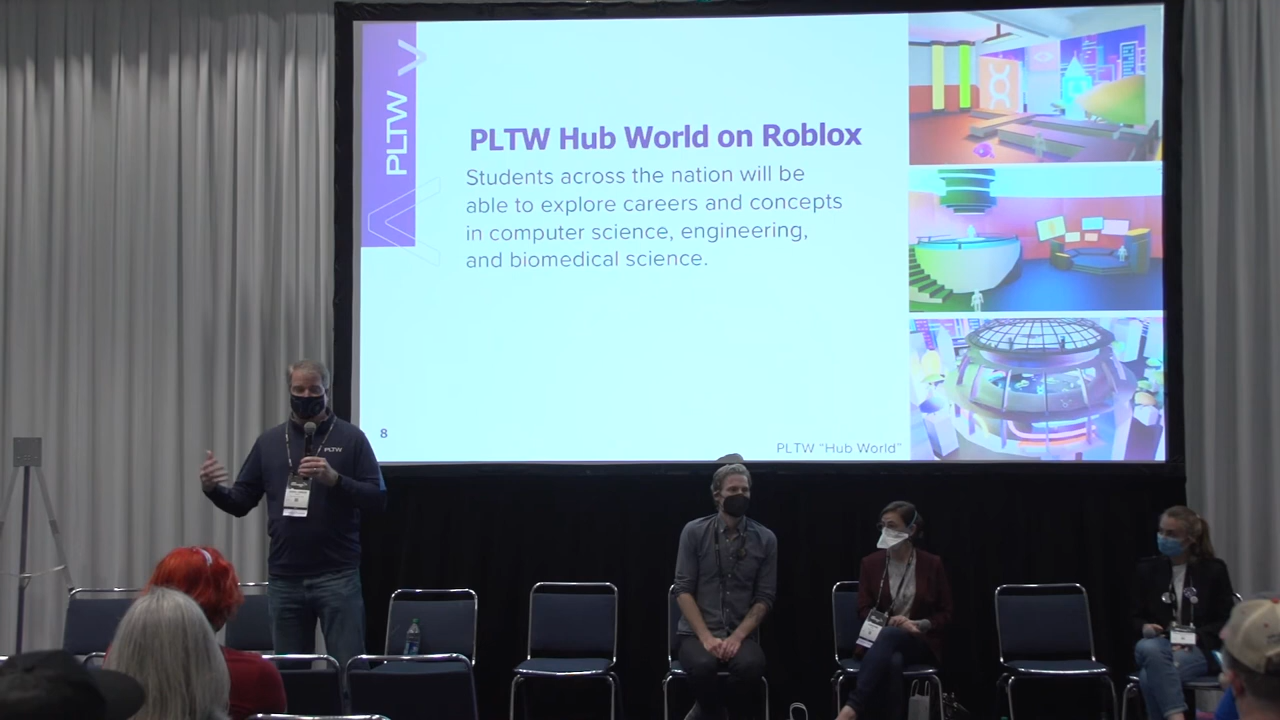 PLTW
PLTW Hub World on Roblox
Students across the nation will be
able to explore careers and concepts
in computer science, engineering,
and biomedical science.
8
PLTW "Hub World"
PLTW